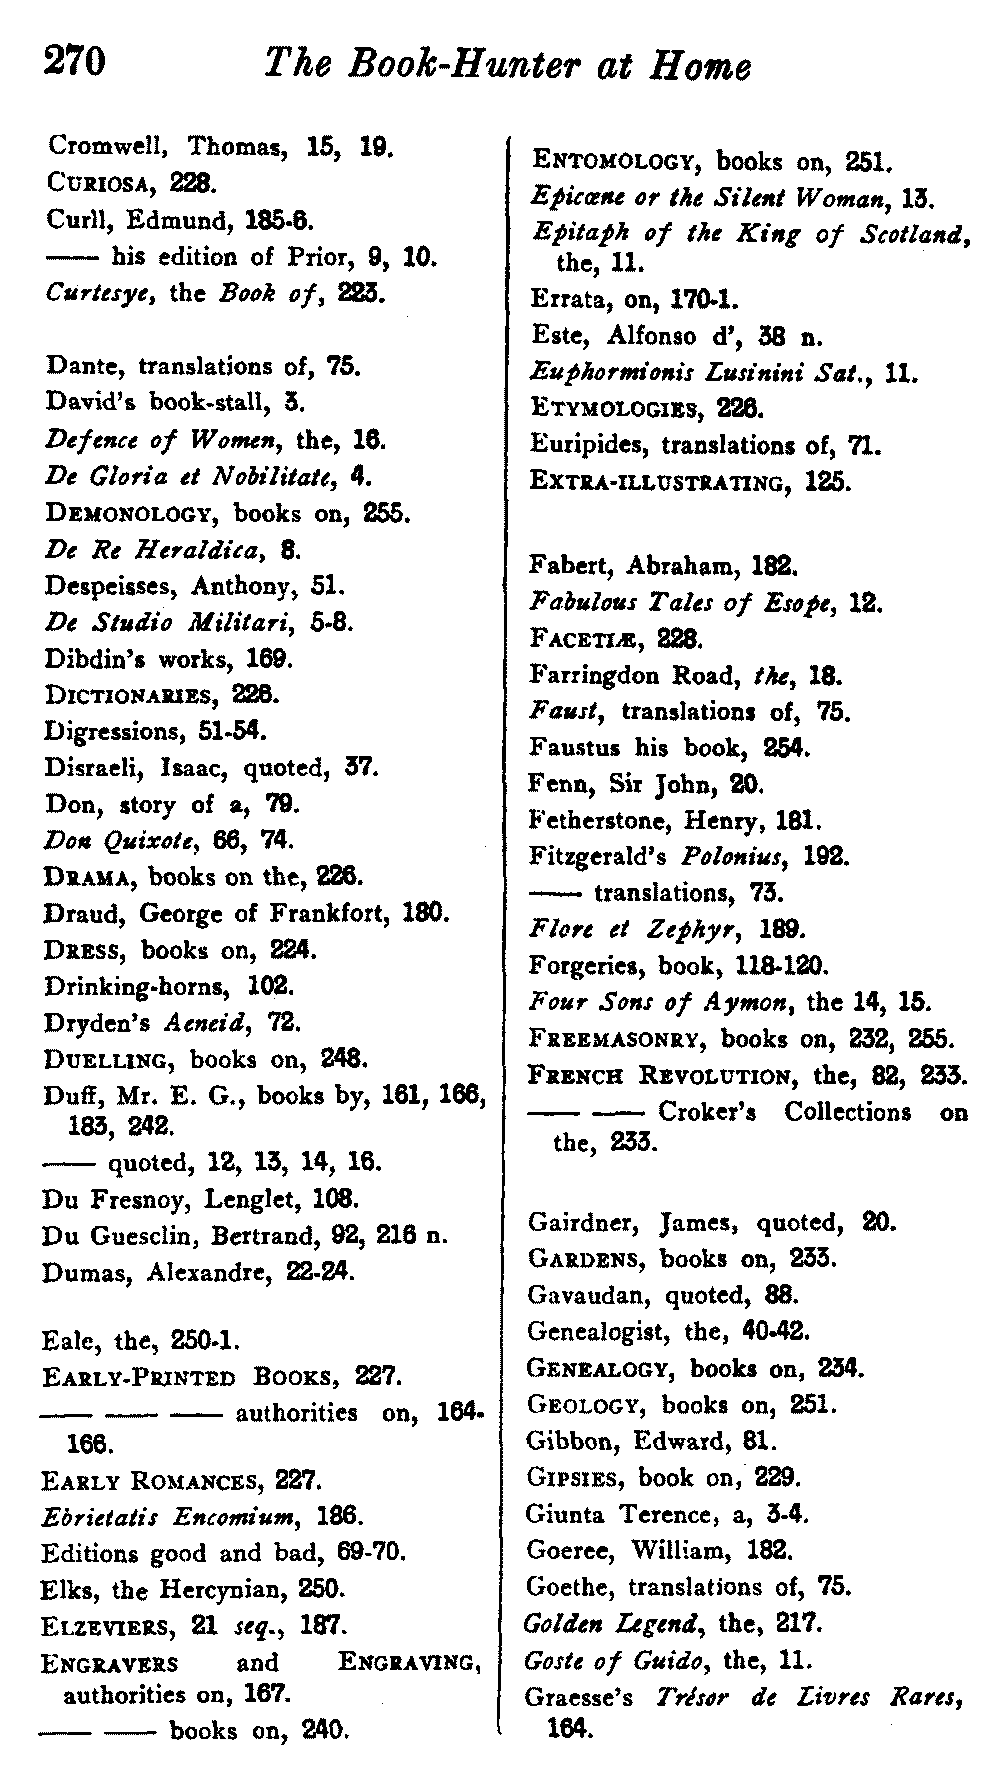 270 The Book-Hunter at Home
Cromwell, Thomas, 15, 19.
CURIOSA, 228.
Curll, Edmund, 185-6.
—— his edition of Prior, 9, 10.
Curtesye, the Book of, 223.
Dante, translations of, 75.
David's book-stall, 3.
Defence of Women, the, 16.
De Gloria et Nobilitate, 4.
DEMONOLOGY, books on, 255.
De Re Heraldica, 8.
Despeisses, Anthony, 51.
De Studio Militari, 5-8.
Dibdin's works, 169.
DICTIONARIES, 226.
Digressions, 51-54.
Disraeli, Isaac, quoted, 37.
Don, story of a, 79.
Don Quixote, 66, 74.
DRAMA, books on the, 226.
Draud, George of Frankfort, 180.
DRESS, books on, 224.
Drinking-horns, 102.
Dryden's Aeneid, 72.
DUELLING, books on, 248.
Duff, Mr. E. G., books by, 161, 166,
183, 242.
—— quoted, 12, 13, 14, 16.
Du Fresnoy, Lenglet, 108.
Du Guesclin, Bertrand, 92, 216 n.
Dumas, Alexandre, 22-24.
Eale, the, 250-1.
EARLY-PRINTED BOOKS, 227.
—— —— —— authorities on, 164-
166.
EARLY ROMANCES, 227.
Ebrietatis Encomium, 186.
Editions good and bad, 69-70.
Elks, the Hercynian, 250.
ELZEVIERS, 21 seq., 187.
ENGRAVERS and ENGRAVING,
authorities on, 167.
—— —— books on, 240.
ENTOMOLOGY, books on, 251.
Epicœne or the Silent Woman, 13.
Epitaph of the King of Scotland,
the, 11.
Errata, on, 170-1.
Este, Alfonso d', 38 n.
Euphormionis Lusinini Sat., 11.
ETYMOLOGIES, 226.
Euripides, translations of, 71.
EXTRA-ILLUSTRATING, 125.
Fabert, Abraham, 182.
Fabulous Tales of Esope, 12.
FACETIÆ, 228.
Farringdon Road, the, 18.
Faust, translations of, 75.
Faustus his book, 254.
Fenn, Sir John, 20.
Fetherstone, Henry, 181.
Fitzgerald's Polonius, 192.
—— translations, 73.
Flore et Zephyr, 189.
Forgeries, book, 118-120.
Four Sons of Aymon, the 14, 15.
FREEMASONRY, books on, 232, 255.
FRENCH REVOLUTION, the, 82, 233.
—— —— Croker's Collections on
the, 233.
Gairdner, James, quoted, 20.
GARDENS, books on, 233.
Gavaudan, quoted, 88.
Genealogist, the, 40-42.
GENEALOGY, books on, 234.
GEOLOGY, books on, 251.
Gibbon, Edward, 81.
GIPSIES, book on, 229.
Giunta Terence, a, 3-4.
Goeree, William, 182.
Goethe, translations of, 75.
Golden Legend, the, 217.
Goste of Guido, the, 11.
Graesse's Trésor de Livres Rares,
164.